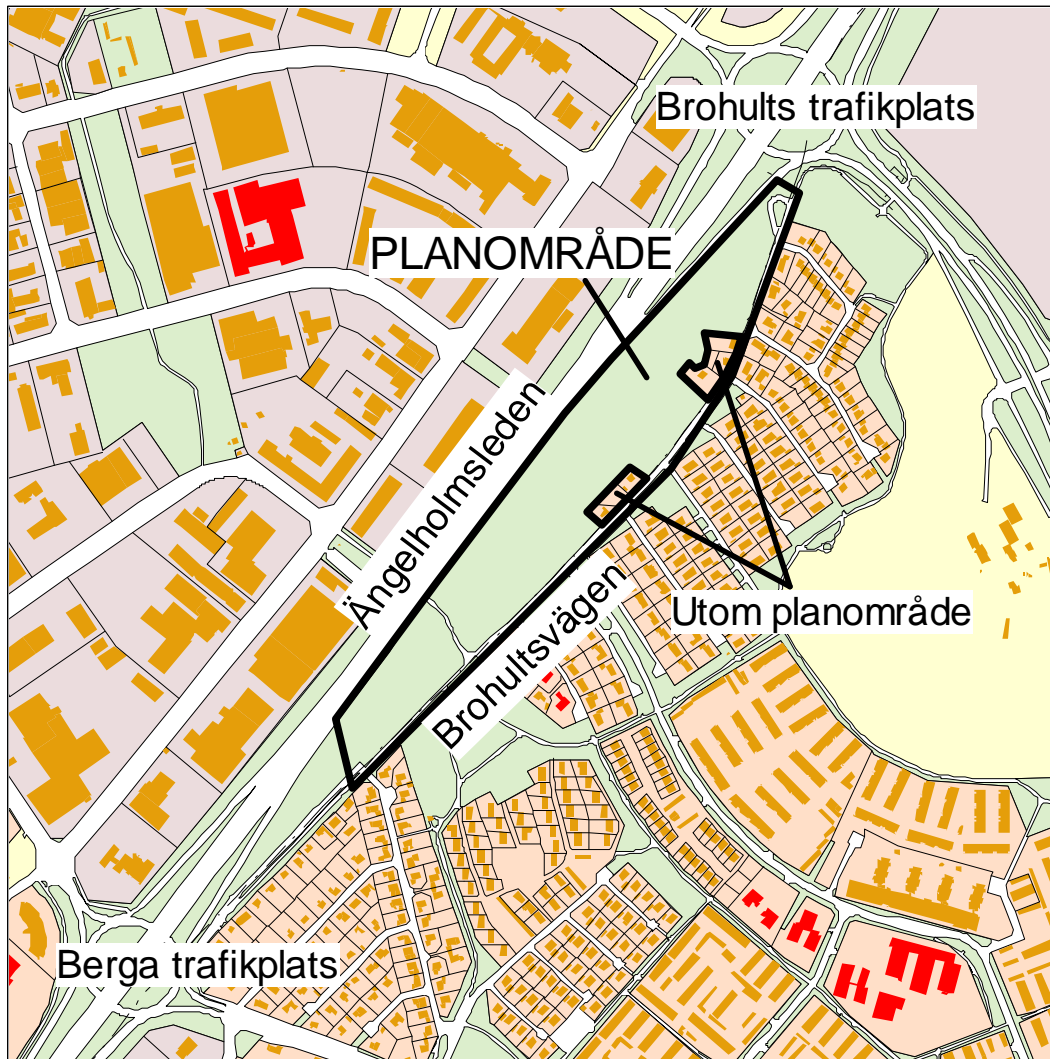 Brohults trafikplats
PLANOMRÅDE
Ängelholmsleden
Utom planområde
Brohultsvägen
Berga trafikplats